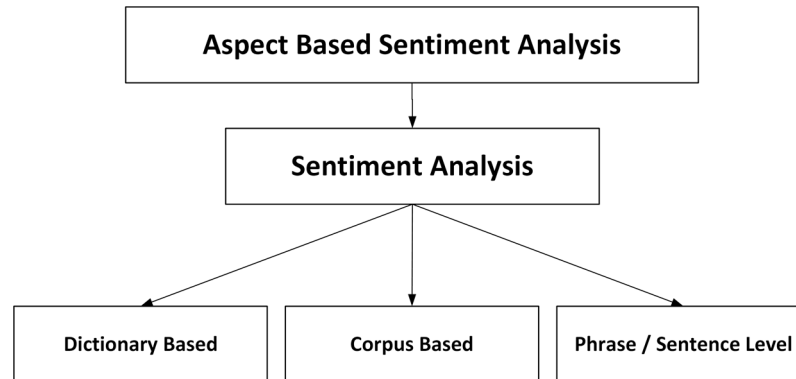 Aspect Based Sentiment Analysis
Sentiment Analysis
Dictionary Based
Corpus Based
Phrase / Sentence Level